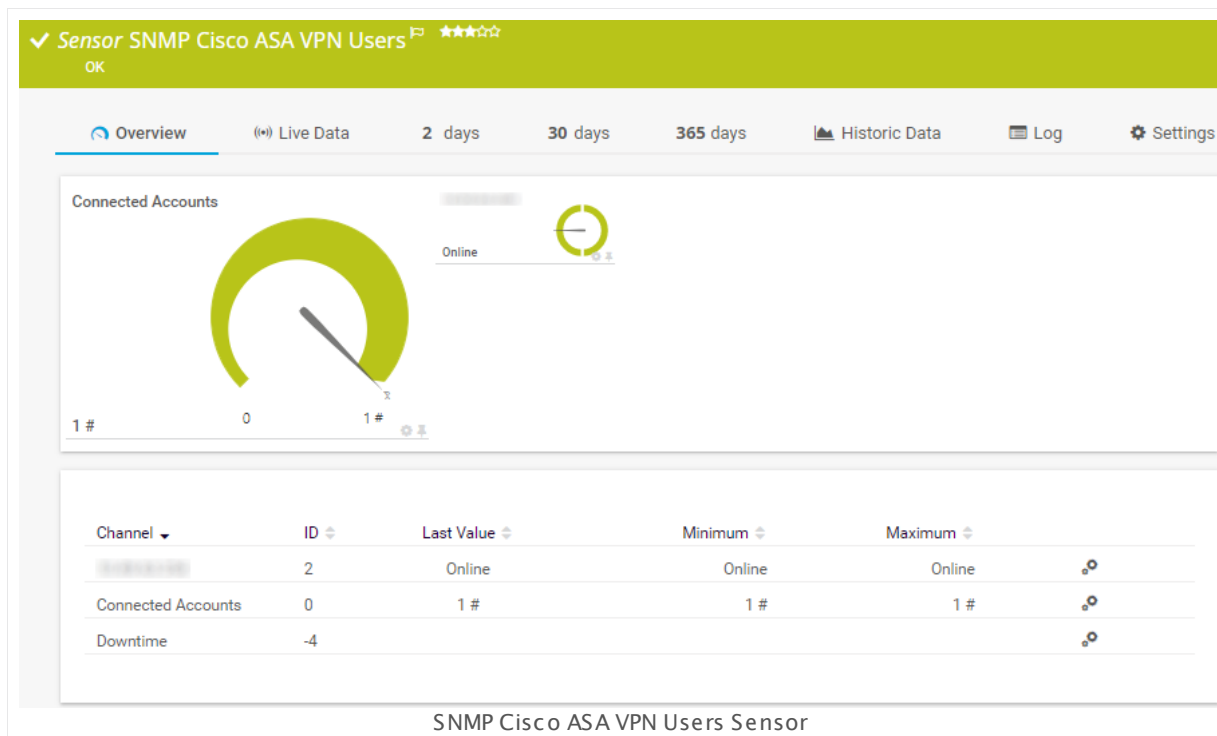 Sensor SNMP Cisco ASA VPN Users
OK
Overview Live Data 2 days 30 days 365 days Historic Data Log Settings
Connected Accounts
Online
0 1 #
1 #
Channel ID Last Value Minimum Maximum
2 Online Online Online
Connected Accounts 0 1 # 1 # 1 #
Downtime -4
SNMP Cisco ASA VPN Users Sensor